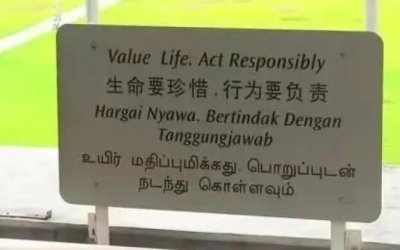 Value Life. Act Responsibly
生命要珍惜.行为要负责
Hargai Nyawa. Bertindak Dengan
Tanggungjawab
உயிர் மதிப்புமிக்கது. பொறுப்புடன்
நடந்து கொள்ளவும்